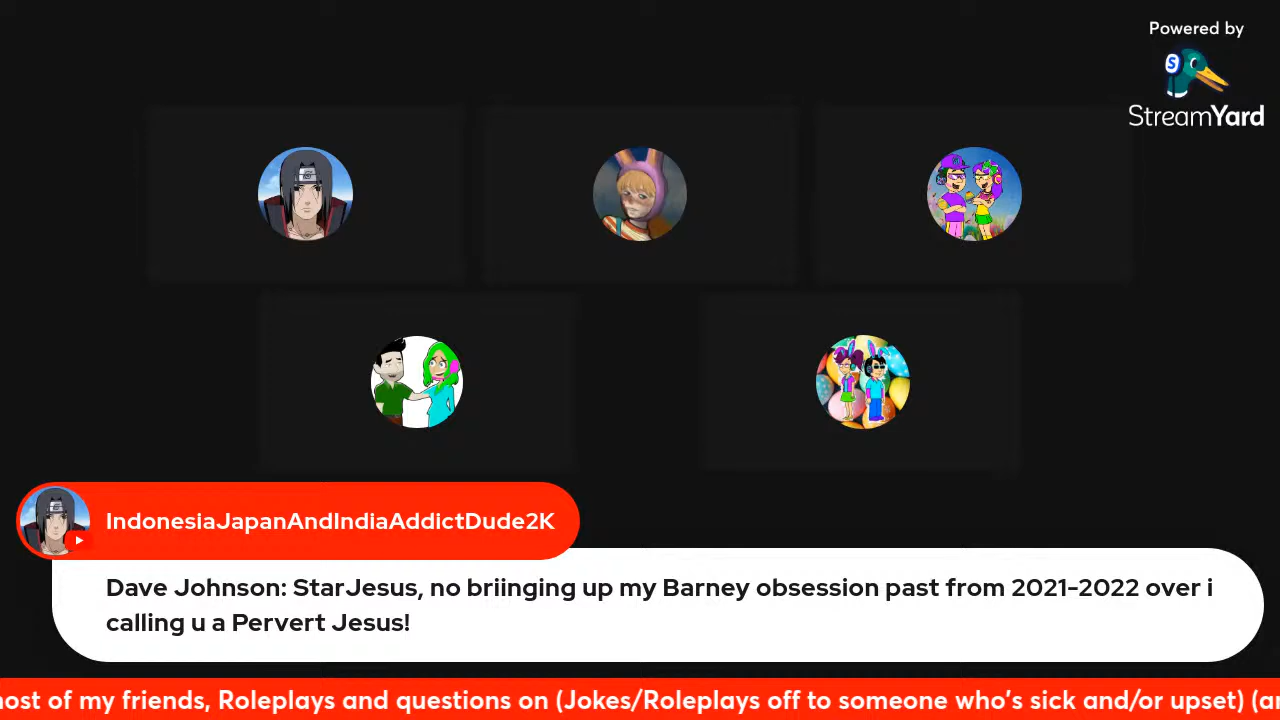 Powered by
StreamYard
IndonesiaJapanAndIndiaAddictDude2K
Dave Johnson: StarJesus, no briinging up my Barney obsession past from 2021-2022 over i
calling u a Pervert Jesus!
of my friends, Roleplays and questions on (Jokes/Roleplays off to someone who's sick and/or upset)